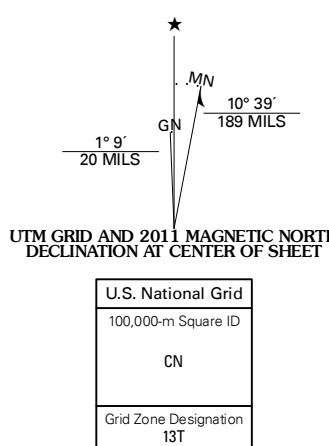 ★
MN
GN
10° 39´
189 MILS
1° 9´
20 MILS
UTM GRID AND 2011 MAGNETIC NORT
DECLINATION AT CENTER OF SHEET
U.S. National Grid
100,000-m Square ID
CN
Grid Zone Designation
13T